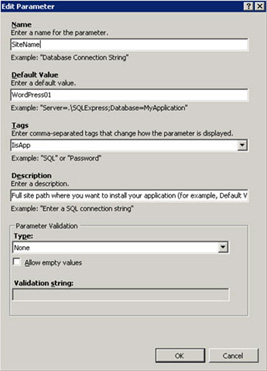 Edit Parameter
Name
Enter a name for the parameter.
SiteName
Example: "Database Connection String"
Default Value
Enter a default value.
WordPress01
Example: "Server=.\SQLExpress;Database=MyApplication"
Tags
Enter comma-separated tags that change how the parameter is displayed.
IsApp
Example: "SQL" or "Password"
Description
Enter a description.
Full site path where you want to install your application (for example, Default V
Example: "Enter a SQL connection string"
Parameter Validation
Type:
None
Allow empty values
Validation string:
OK
Cancel